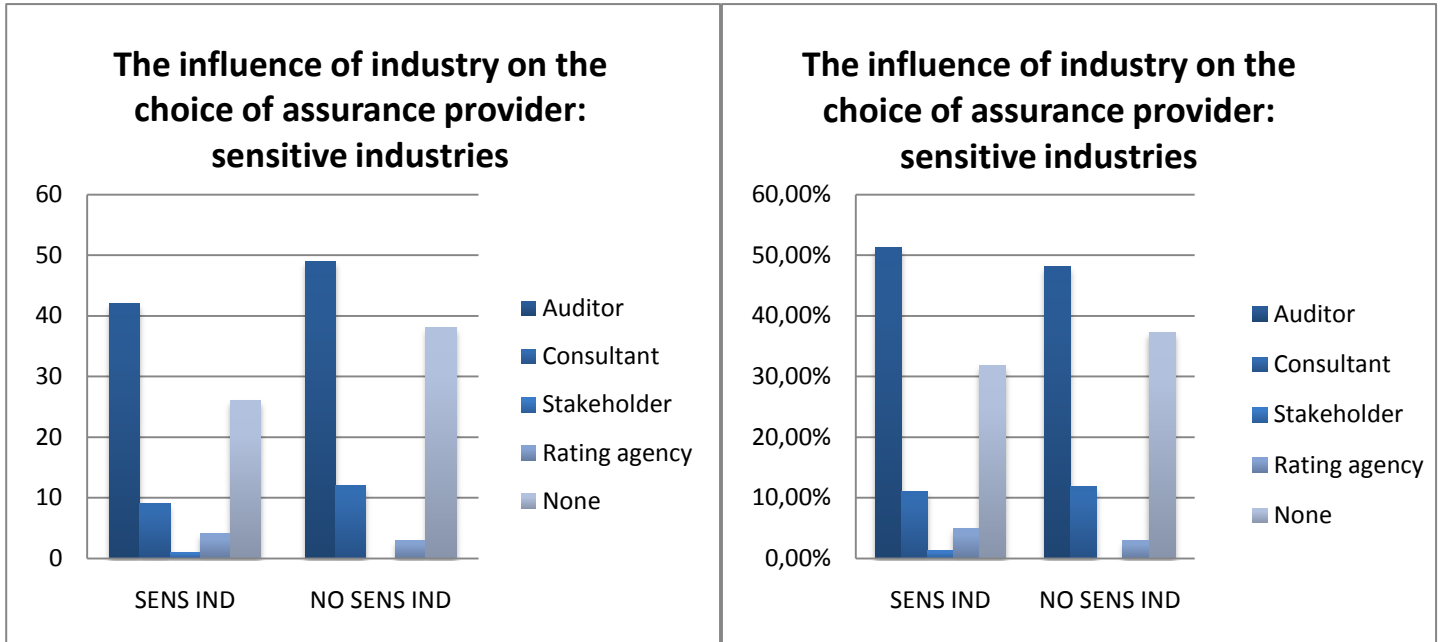 The influence of industry on the
choice of assurance provider:
sensitive industries
60
50
40
30
20
10
0
SENS IND
NO SENS IND
Auditor
Consultant
Stakeholder
Rating agency
None
The influence of industry on the
choice of assurance provider:
sensitive industries
60,00%
50,00%
40,00%
30,00%
20,00%
10,00%
0,00%
SENS IND
NO SENS IND
Auditor
Consultant
Stakeholder
Rating agency
None